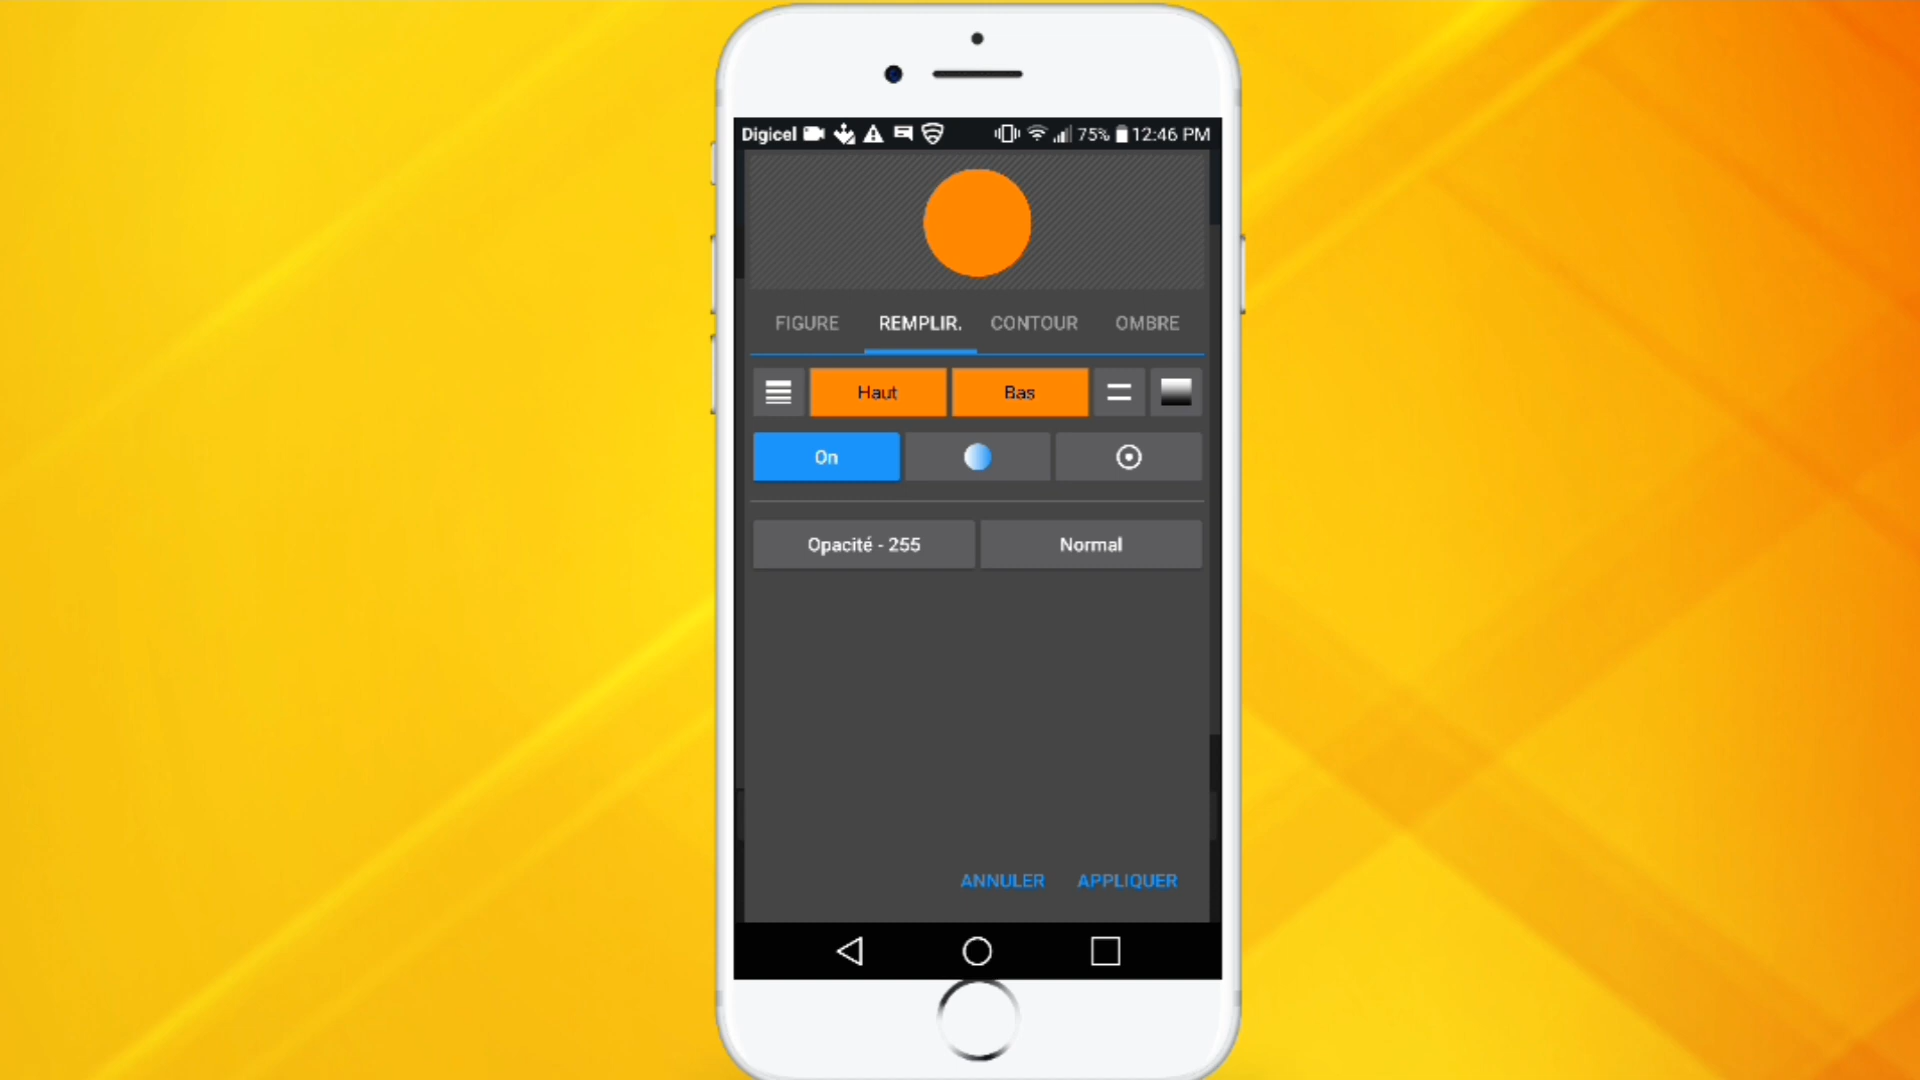 Digicel 75% 12:46 PM
FIGURE REMPLIR. CONTOUR OMBRE
Haut Bas
On
Opacité - 255 Normal
ANNULER APPLIQUER